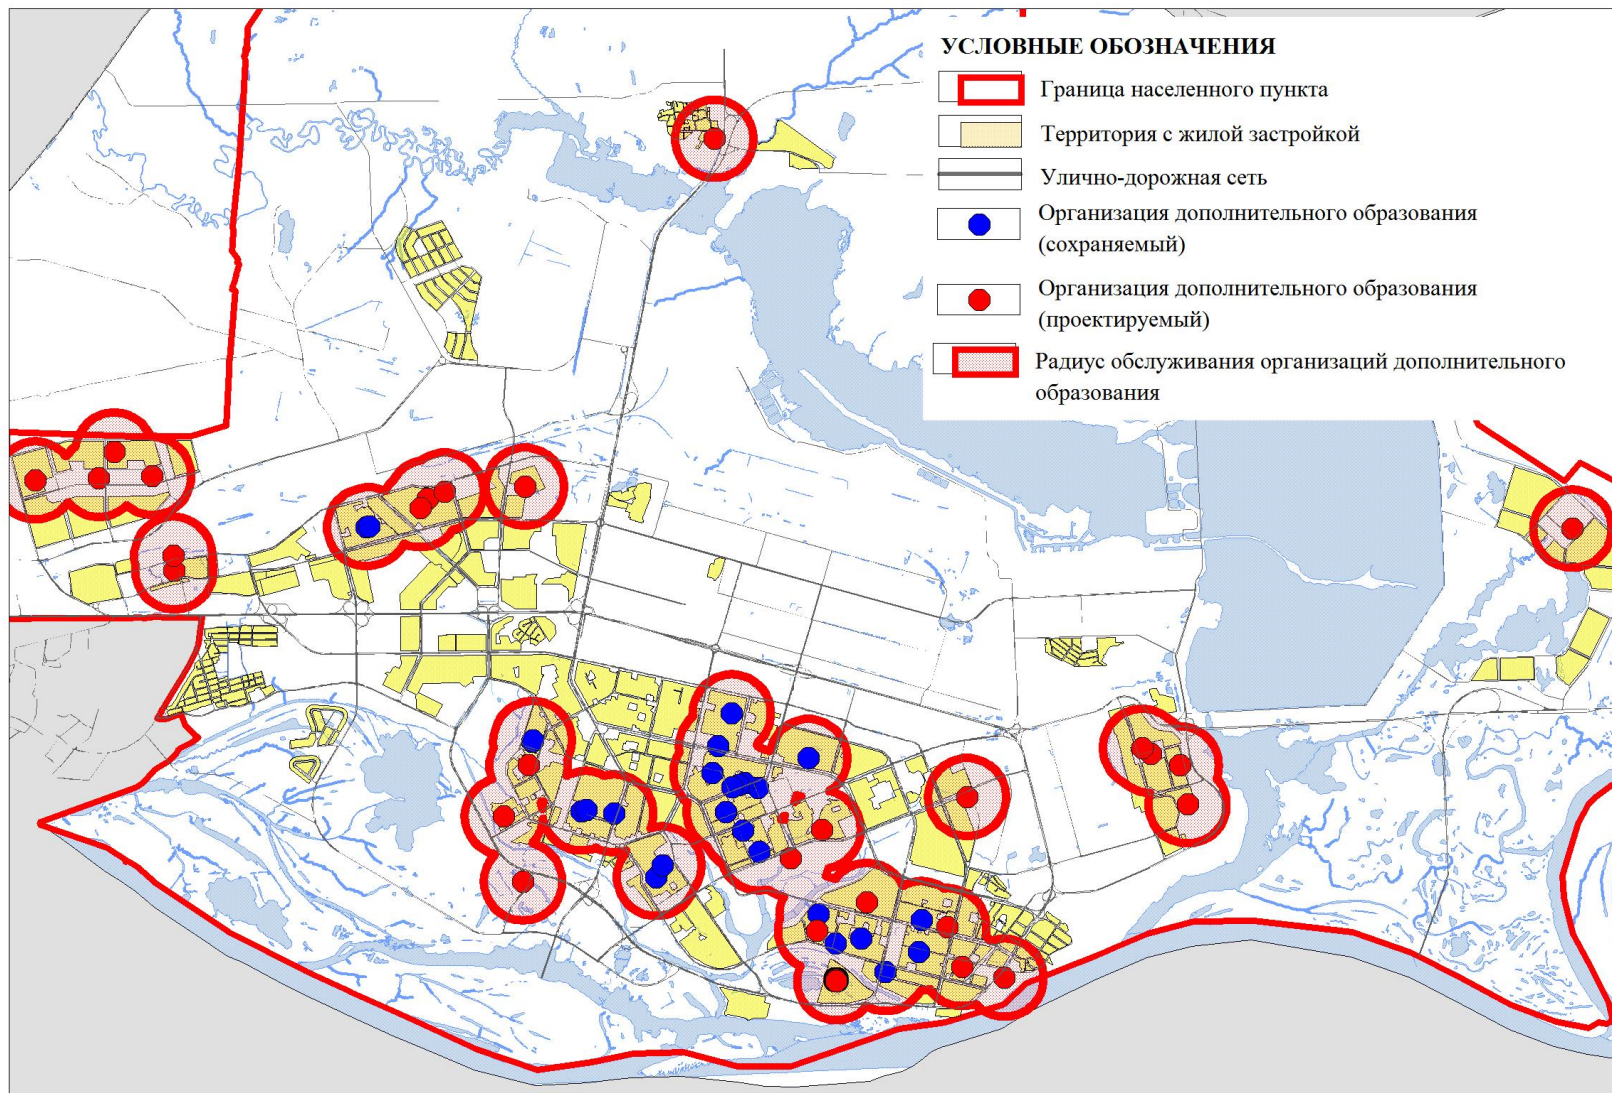 УСЛОВНЫЕ ОБОЗНАЧЕНИЯ
Граница населенного пункта
Территория с жилой застройкой
Улично-дорожная сеть
Организация дополнительного образования
(сохраняемый)
Организация дополнительного образования
(проектируемый)
Радиус обслуживания организаций дополнительного
образования